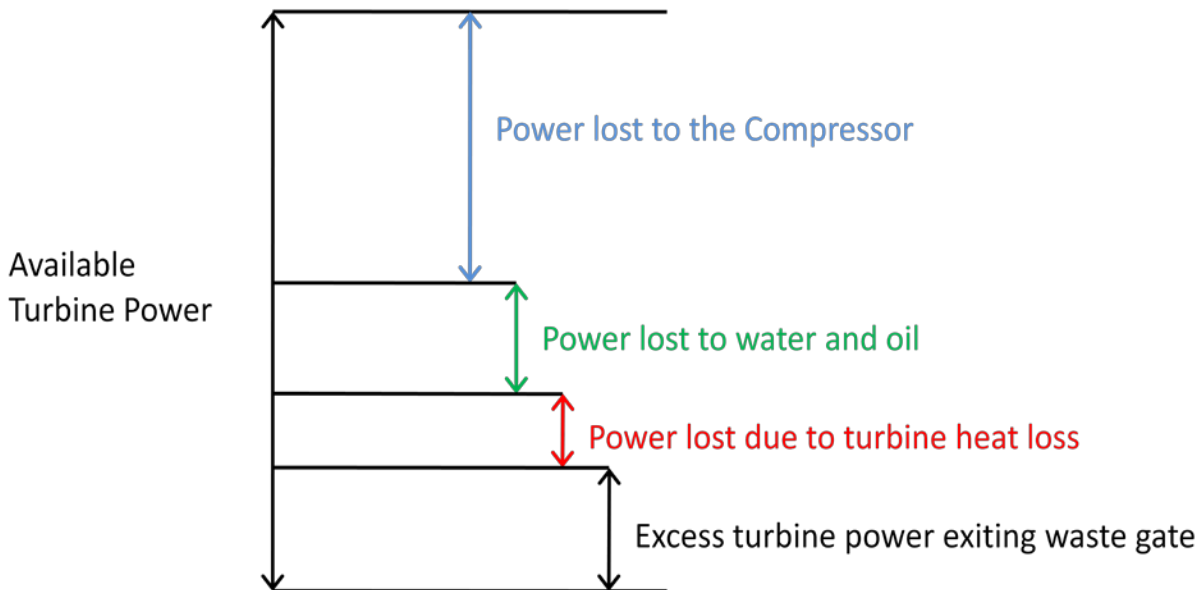 Power lost to the Compressor
Available
Turbine Power
Power lost to water and oil
Power lost due to turbine heat loss
Excess turbine power exiting waste gate